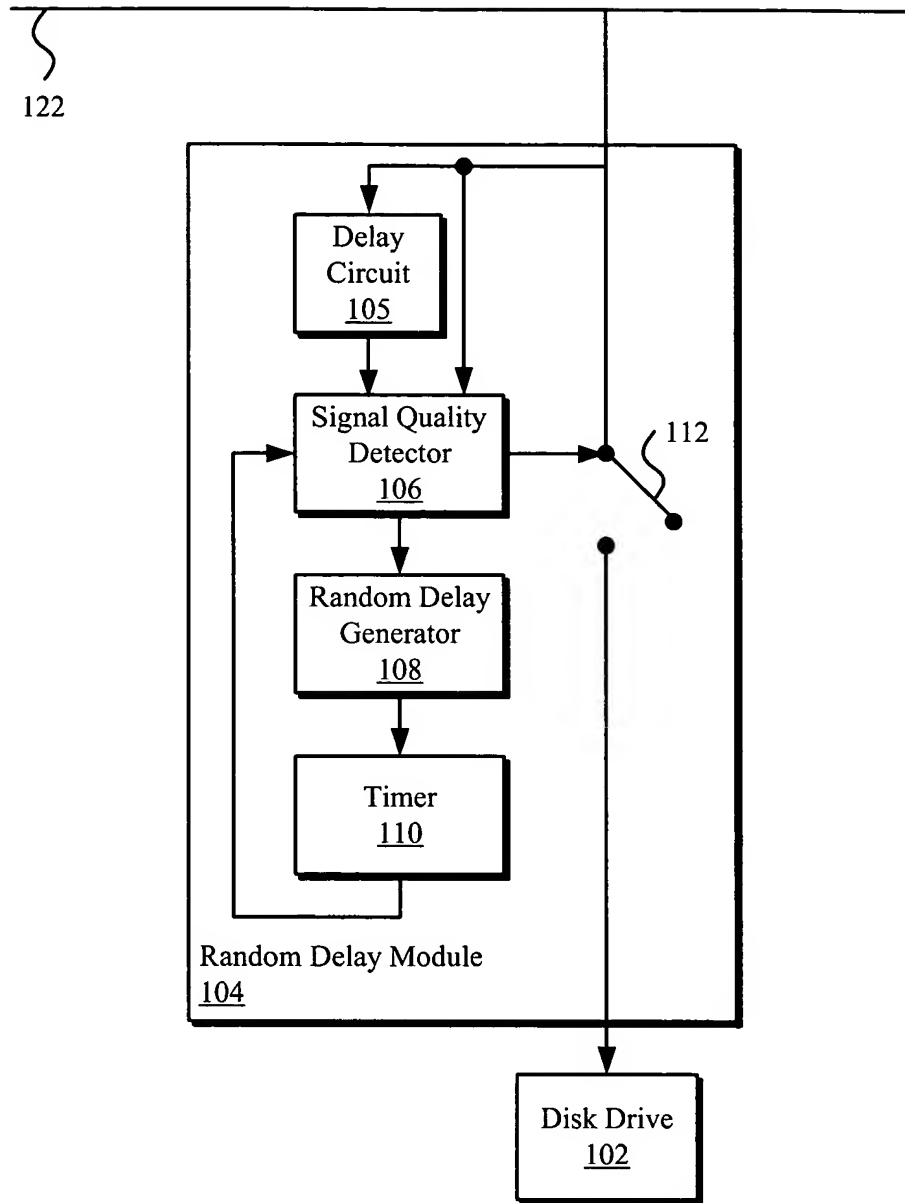 122
Delay
Circuit
105
Signal Quality
Detector
106
112
Random Delay
Generator
108
Timer
110
Random Delay Module
104
Disk Drive
102